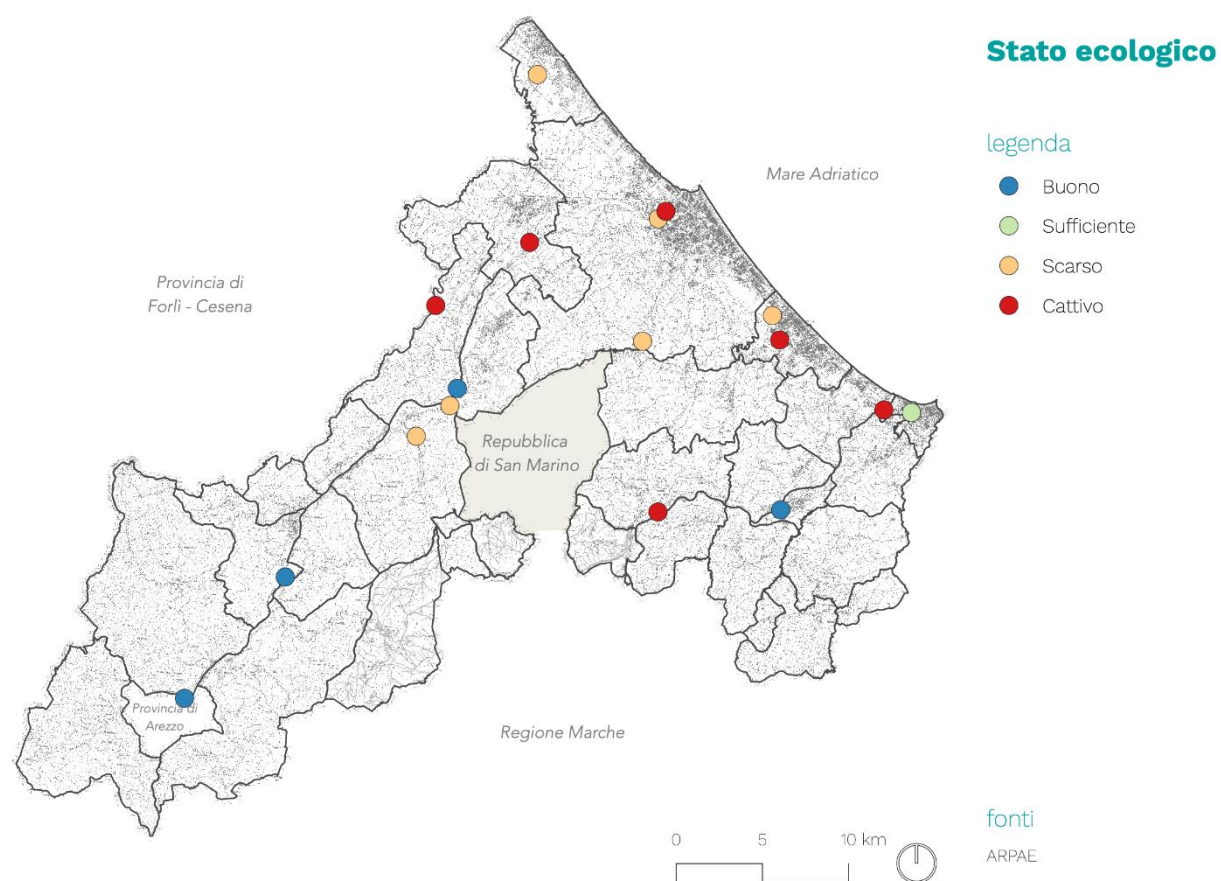 Stato ecologico
legenda
Buono
Sufficiente
Scarso
Cattivo
Mare Adriatico
Provincia di
Forlì - Cesena
Repubblica
di San Marino
Provincia di
Arezzo
Regione Marche
0 5 10 km
fonti
ARPAE